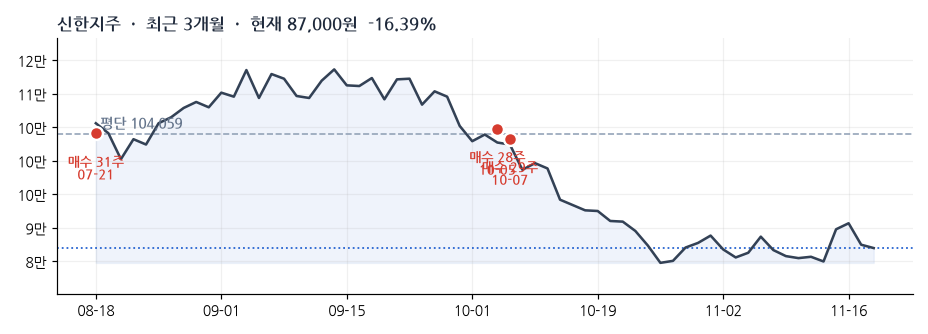 신한지주 · 최근 3개월 · 현재 87,000원 -16.39%
12만
11만
10만
10만
10만
9만
8만
평단 104,059
매수 31주
07-21
매수 28주
10-07
08-18
09-01
09-15
10-01
10-19
11-02
11-16